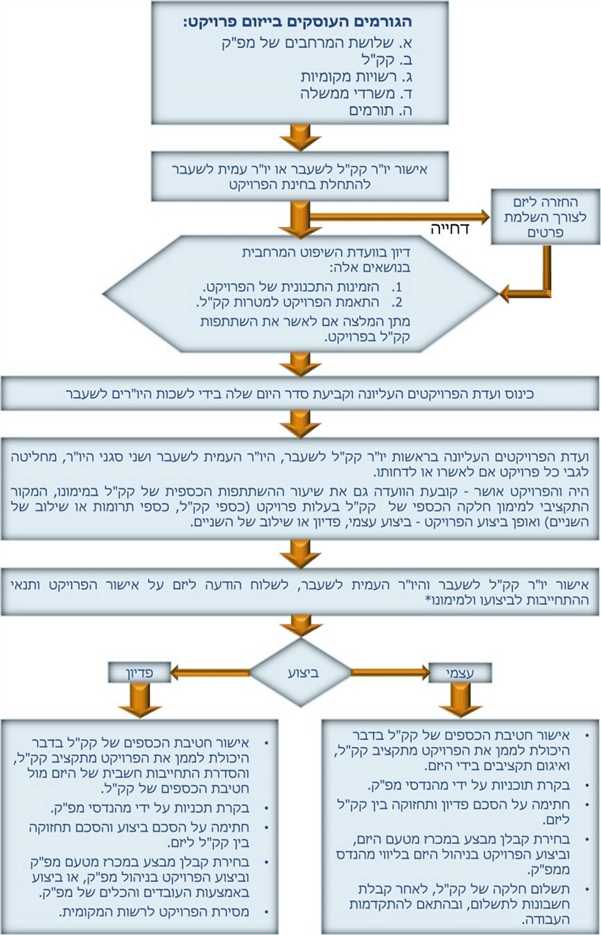 הגורמים העוסקים בייזום פרויקט:
א. שלושת המרחבים של מפ"ק
ב. קק"ל
ג. רשויות מקומיות
ד. משרדי ממשלה
ה. תורמים
אישור יו"ר קק"ל לשעבר או יו"ר עמית לשעבר
להתחלת בחינת הפרויקט
דחייה
החזרה ליזם
לצורך השלמת
פרטים
דיון בוועדת השיפוט המרחבית
בנושאים אלה:
1. הזמינות התכנונית של הפרויקט.
2. התאמת הפרויקט למטרות קק"ל.
מתן המלצה אם לאשר את השתתפות
קק"ל בפרויקט.
כינוס ועדת הפרויקטים העליונה וקביעת סדר היום שלה בידי לשכות היו"רים לשעבר
ועדת הפרויקטים העליונה בראשות יו"ר קק"ל לשעבר, היו"ר העמית לשעבר ושני סגני היו"ר, מחליטה
לגבי כל פרויקט אם לאשרו או לדחותו.
היה והפרויקט אושר - קובעת הוועדה גם את שיעור ההשתתפות הכספית של קק"ל במימונו, המקור
התקציבי למימון חלקה הכספי של קק"ל בעלות פרויקט (כספי קק"ל, כספי תרומות או שילוב של
השניים) ואופן ביצוע הפרויקט - ביצוע עצמי, פדיון או שילוב של השניים.
אישור יו"ר קק"ל לשעבר והיו"ר העמית לשעבר, לשלוח הודעה ליזם על אישור הפרויקט ותנאי
ההתחייבות לביצועו ולמימונו*
ביצוע
עצמי
פדיון
• אישור חטיבת הכספים של קק"ל בדבר
היכולת לממן את הפרויקט מתקציב קק"ל,
ואיגום תקציבים בידי היזם.
• בקרת תוכניות על ידי מהנדסי מפ"ק.
• חתימה על הסכם פדיון ותחזוקה בין קק"ל
ליזם.
• בחירת קבלן מבצע במכרז מטעם היזם,
וביצוע הפרויקט בניהול היזם בליווי מהנדס
ממפ"ק.
• תשלום חלקה של קק"ל, לאחר קבלת
חשבונות לתשלום, ובהתאם להתקדמות
העבודה.
• אישור חטיבת הכספים של קק"ל בדבר
היכולת לממן את הפרויקט מתקציב קק"ל,
והסדרת התחייבות חשבית של היזם מול
חטיבת הכספים של קק"ל.
• בקרת תכניות על ידי מהנדסי מפ"ק.
• חתימה על הסכם ביצוע והסכם תחזוקה
בין קק"ל ליזם.
• בחירת קבלן מבצע במכרז מטעם מפ"ק
וביצוע הפרויקט בניהול מפ"ק, או ביצוע
באמצעות העובדים והכלים של מפ"ק.
• מסירת הפרויקט לרשות המקומית.